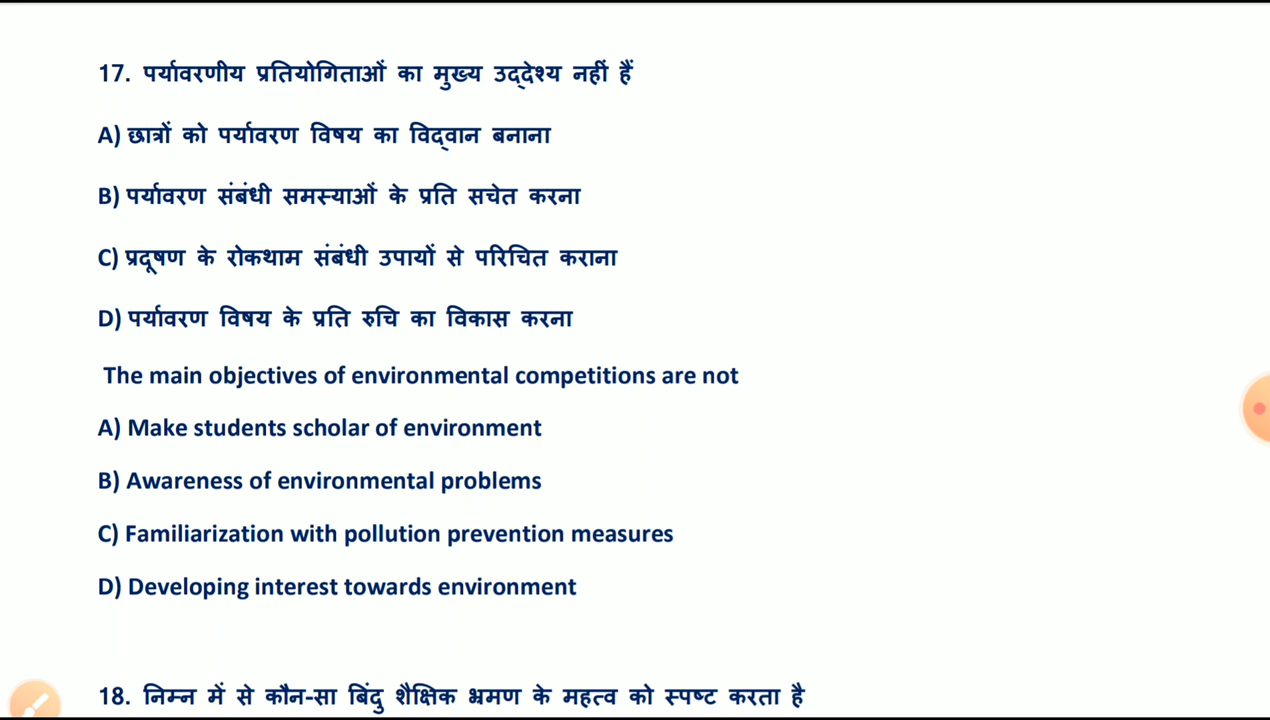 17. पर्यावरणीय प्रतियोगिताओं का मुख्य उद्देश्य नहीं हैं
A) छात्रों को पर्यावरण विषय का विद्वान बनाना
B) पर्यावरण संबंधी समस्याओं के प्रति सचेत करना
C) प्रदूषण के रोकथाम संबंधी उपायों से परिचित कराना
D) पर्यावरण विषय के प्रति रुचि का विकास करना
The main objectives of environmental competitions are not
A) Make students scholar of environment
B) Awareness of environmental problems
C) Familiarization with pollution prevention measures
D) Developing interest towards environment
18. निम्न में से कौन-सा बिंदु शैक्षिक भ्रमण के महत्व को स्पष्ट करता है